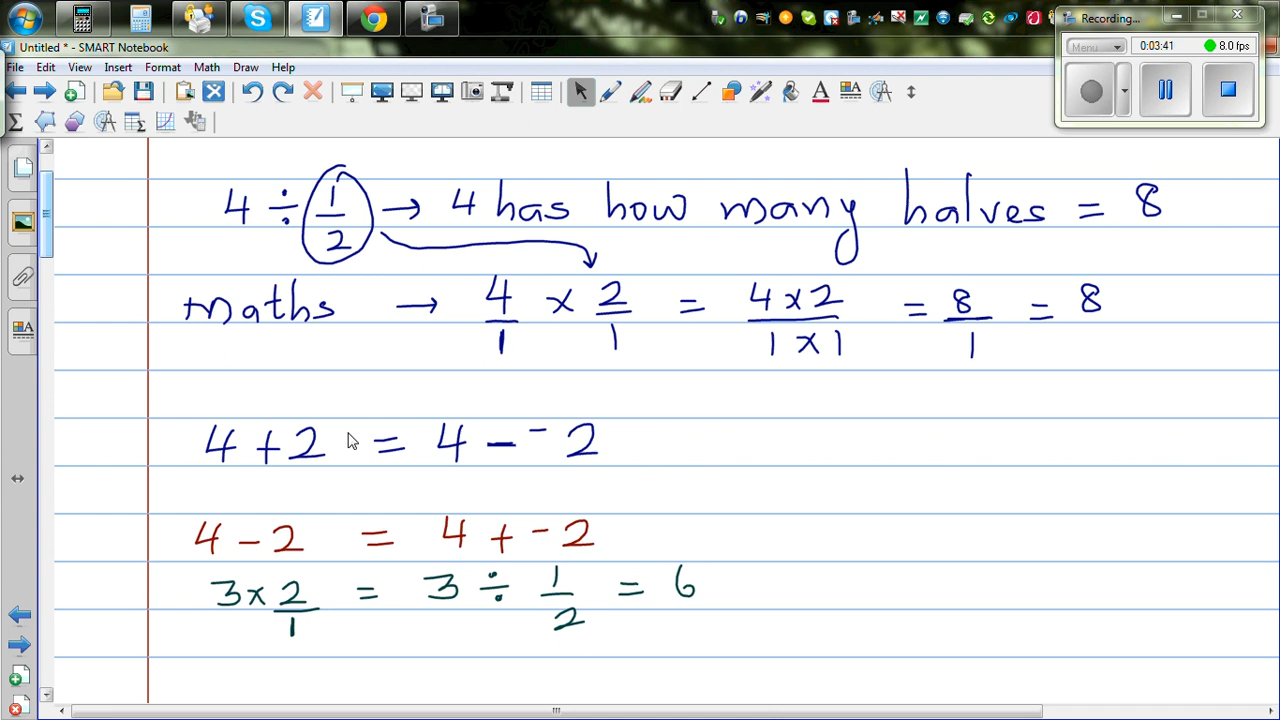 Recording...
Untitled * - SMART Notebook
Menu 0:03:41 8.0 fps
File Edit View Insert Format Math Draw Help
4 ÷ 1/2 → 4 has how many halves = 8
maths → 4/1 x 2/1 = 4x2/1x1 = 8/1 = 8
4 + 2 = 4 - -2
4 - 2 = 4 + -2
3 x 2/1 = 3 ÷ 1/2 = 6